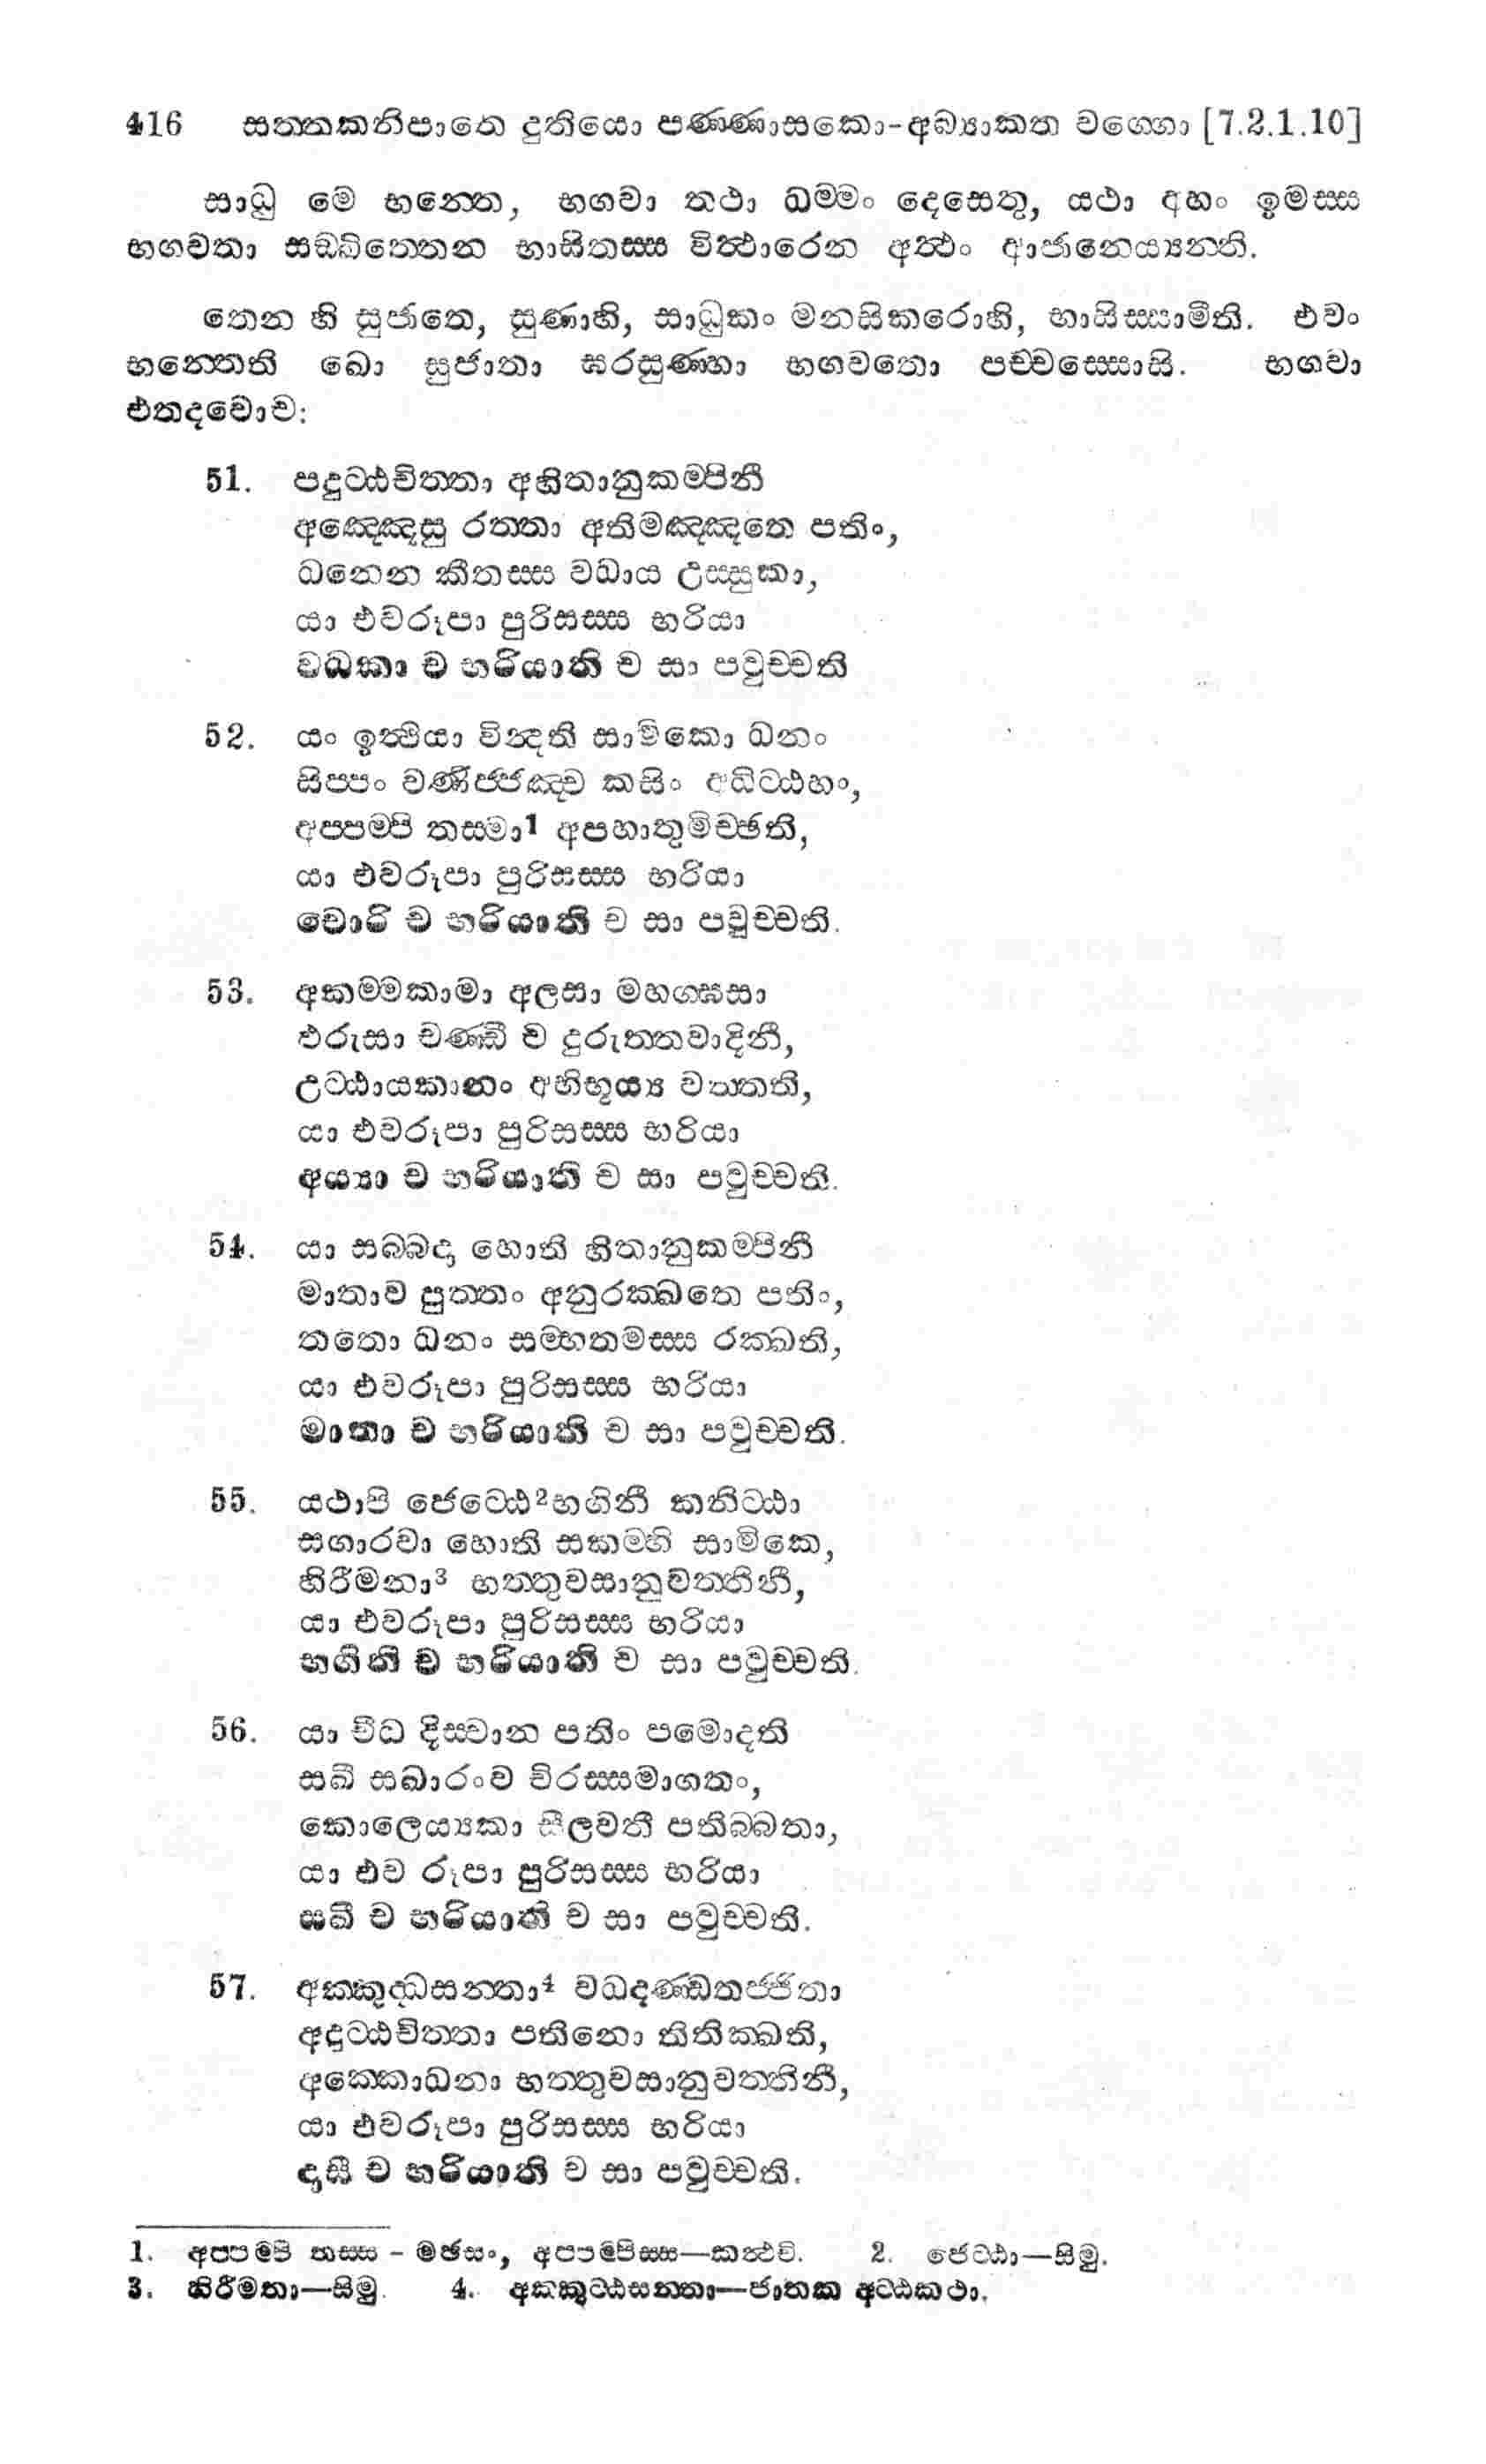 416 සත්තකනිපාතෙ දුතියො පණ්ණාසකො-අබ්‍යාකත වග්ගො [7.2.1.10]
සාධු මෙ භන්තෙ, භගවා තථා ධම්මං දෙසෙතු, යථා අහං ඉමස්ස
භගවතා සඞ්ඛිත්තෙන භාසිතස්ස විත්ථාරෙන අත්ථං ආජානෙය්‍යන්ති.
තෙන හි සුජාතෙ, සුණාහි, සාධුකං මනසිකරොහි, භාසිස්සාමීති. එවං
භන්තෙති ඛො සුජාතා ඝරසුණ්හා භගවතො පච්චස්සොසි. භගවා
එතදවොච:
51. පදුට්ඨචිත්තා අහිතානුකම්පිනී
අඤ්ඤෙසු රත්තා අතිමඤ්ඤතෙ පතිං,
ධනෙන කීතස්ස වධාය උස්සුකා,
යා එවරූපා පුරිසස්ස භරියා
වධකා ච භරියාති ච සා පවුච්චති
52. යං ඉත්ථියා වින්දති සාමිකො ධනං
සිප්පං වණිජ්ජඤ්ච කසිං අධිට්ඨහං,
අප්පම්පි තස්මා1 අපහාතුමිච්ඡති,
යා එවරූපා පුරිසස්ස භරියා
චොරි ච භරියාති ච සා පවුච්චති.
53. අකම්මකාමා අලසා මහග්ඝසා
ඵරුසා චණ්ඩී ච දුරුත්තවාදිනී,
උට්ඨායකානං අභිභූය්‍ය වත්තති,
යා එවරූපා පුරිසස්ස භරියා
අය්‍යා ච භරියාති ච සා පවුච්චති.
54. යා සබ්බදා හොති හිතානුකම්පිනී
මාතාව පුත්තං අනුරක්ඛතෙ පතිං,
තතො ධනං සම්භතමස්ස රක්ඛති,
යා එවරූපා පුරිසස්ස භරියා
මාතා ච භරියාති ච සා පවුච්චති.
55. යථාපි ජෙට්ඨෙ2භගිනී කනිට්ඨා
සගාරවා හොති සකම්හි සාමිකෙ,
හිරීමනා3 භත්තුවසානුවත්තිනී,
යා එවරූපා පුරිසස්ස භරියා
භගිනි ච භරියාති ච සා පවුච්චති.
56. යා චීධ දිස්වාන පතිං පමොදති
සඛී සඛාරංව චිරස්සමාගතං,
කොලෙය්‍යකා සීලවතී පතිබ්බතා,
යා එව රූපා පුරිසස්ස භරියා
සඛී ච භරියාති ච සා පවුච්චති.
57. අක්කුද්ධසන්තා4 වධදණ්ඩතජ්ජිතා
අදුට්ඨචිත්තා පතිනො තිතික්ඛති,
අක්කොධනා භත්තුවසානුවත්තිනී,
යා එවරූපා පුරිසස්ස භරියා
දාසී ච භරියාති ච සා පවුච්චති.
1. අප්පම්පි තස්ස - මඡසං, අප්පම්පිස්ස—කත්ථචි. 2. ජෙට්ඨා—සිමු.
3. හිරීමතා—සිමු. 4. අක්කුට්ඨසන්තා—ජාතක අට්ඨකථා.